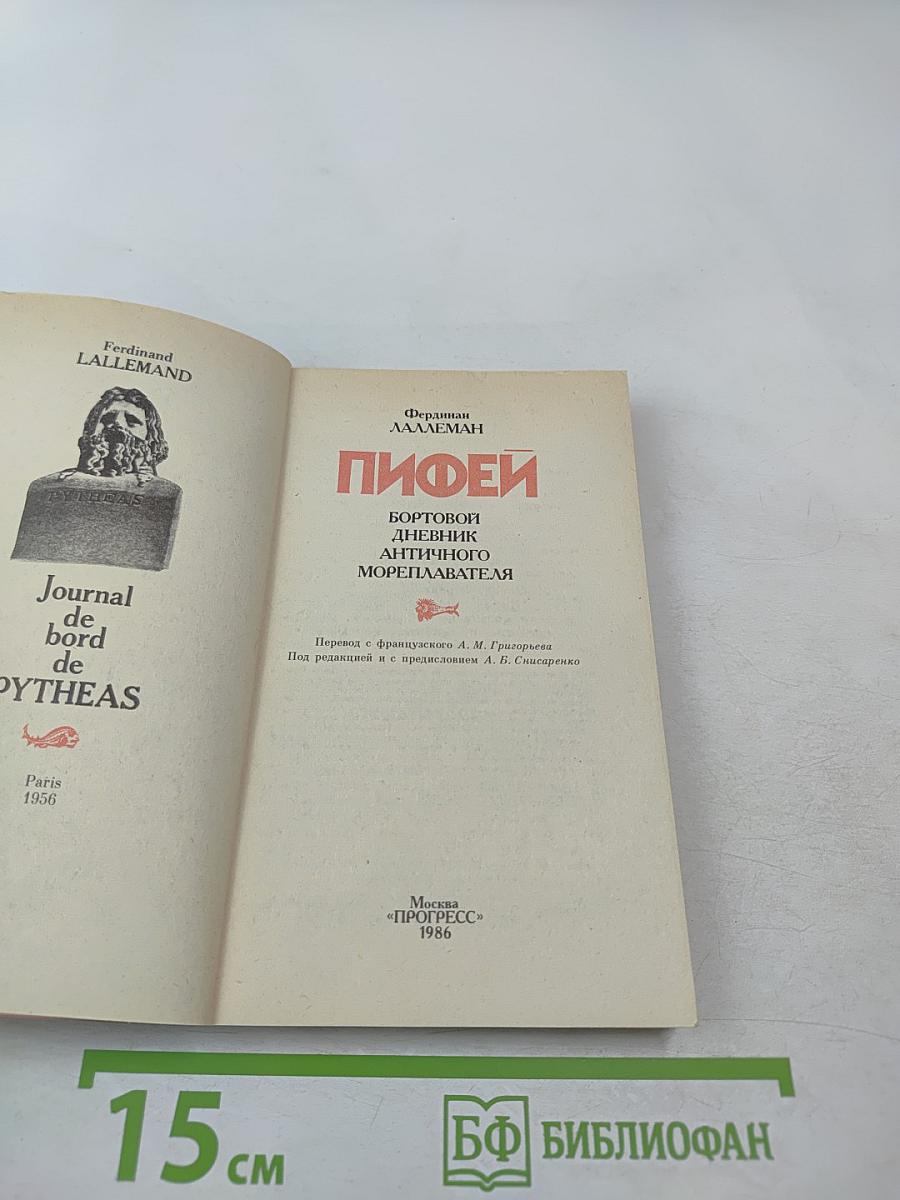 Ferdinand
LALLEMAND
PYTHEAS
Journal
de
bord
de
PYTHEAS
Paris
1956
Фердинан
ЛАЛЛЕМАН
ПИФЕЙ
БОРТОВОЙ
ДНЕВНИК
АНТИЧНОГО
МОРЕПЛАВАТЕЛЯ
Перевод с французского А. М. Григорьева
Под редакцией и с предисловием А. Б. Снисаренко
Москва
«ПРОГРЕСС»
1986
15 см
БФ БИБЛИОФАН